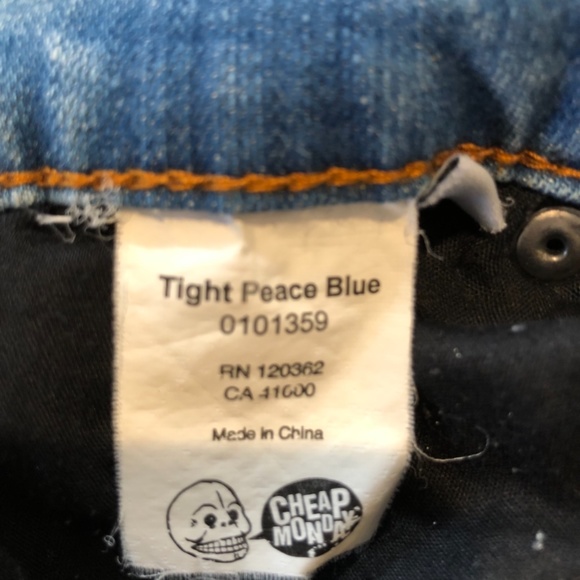 Tight Peace Blue
0101359
RN 120362
CA 41600
Made in China
CHEAP
MONDAY